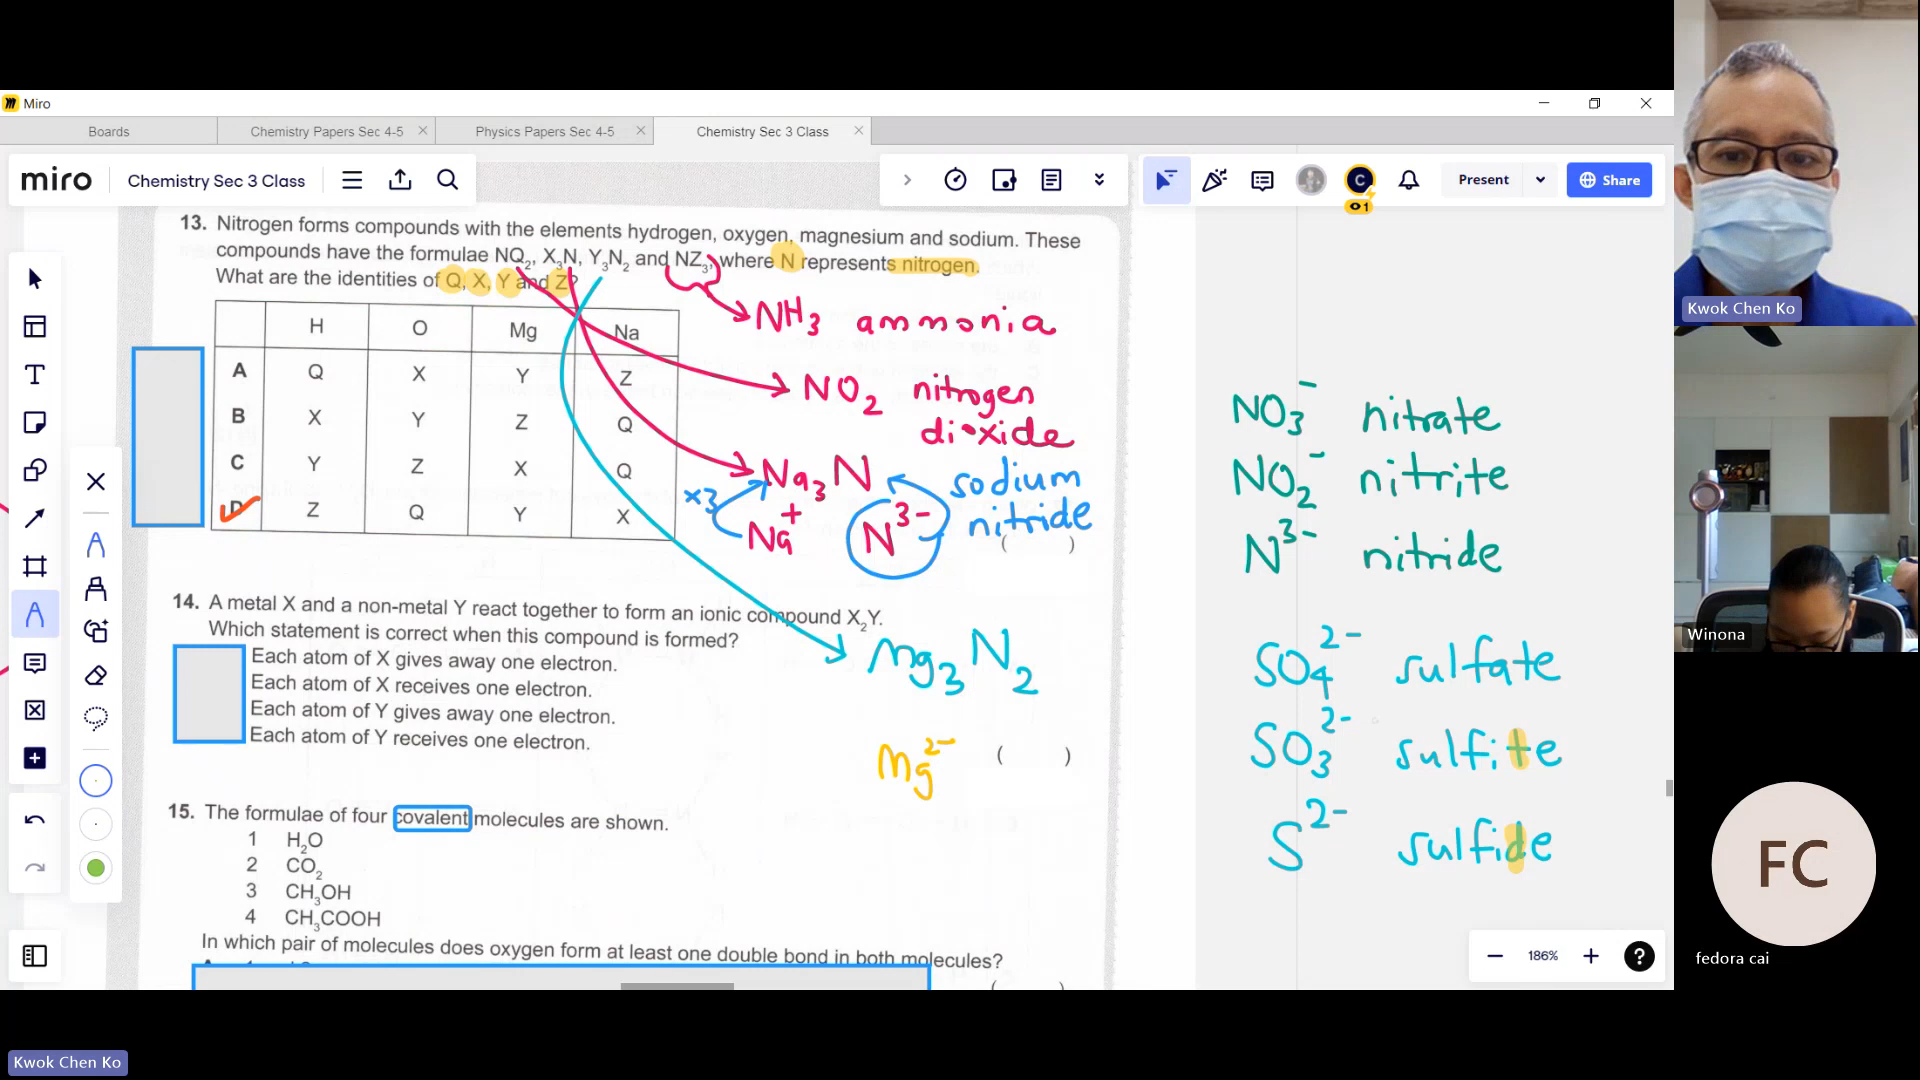 Miro
Boards
Chemistry Papers Sec 4-5
Physics Papers Sec 4-5
Chemistry Sec 3 Class
miro
Chemistry Sec 3 Class
C
1
Present
Share
13. Nitrogen forms compounds with the elements hydrogen, oxygen, magnesium and sodium. These
compounds have the formulae NQ₂, X₃N, Y₃N₂ and NZ₃, where N represents nitrogen.
What are the identities of Q, X, Y and Z?
H O Mg Na
A Q X Y Z
B X Y Z Q
C Y Z X Q
D Z Q Y X
( )
NH₃ ammonia
NO₂ nitrogen
dioxide
Na₃N sodium
nitride
x3
Na⁺ N³⁻
Mg₃N₂
Mg²⁻
NO₃⁻ nitrate
NO₂⁻ nitrite
N³⁻ nitride
SO₄²⁻ sulfate
SO₃²⁻ sulfite
S²⁻ sulfide
14. A metal X and a non-metal Y react together to form an ionic compound X₂Y.
Which statement is correct when this compound is formed?
Each atom of X gives away one electron.
Each atom of X receives one electron.
Each atom of Y gives away one electron.
Each atom of Y receives one electron.
( )
15. The formulae of four covalent molecules are shown.
1 H₂O
2 CO₂
3 CH₃OH
4 CH₃COOH
In which pair of molecules does oxygen form at least one double bond in both molecules?
186%
?
Kwok Chen Ko
Winona
FC
fedora cai
Kwok Chen Ko